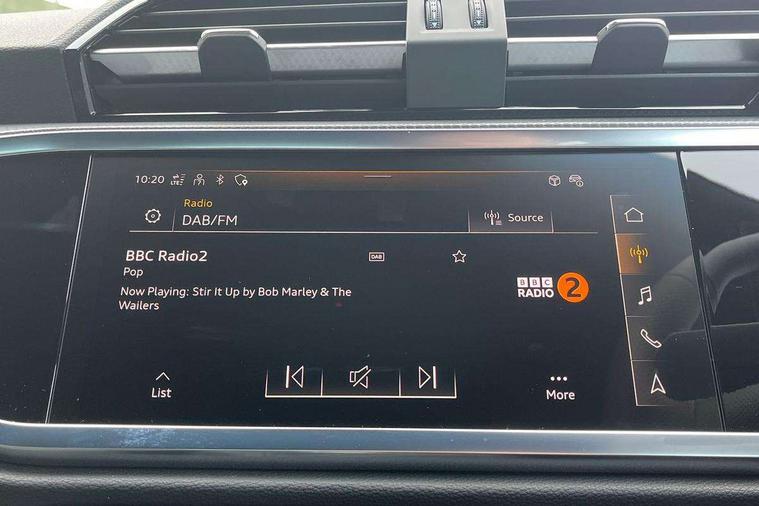 10:20 LTE
Radio
DAB/FM
Source
BBC Radio2
DAB
Pop
Now Playing: Stir It Up by Bob Marley & The
Wailers
BBC
RADIO 2
List
More